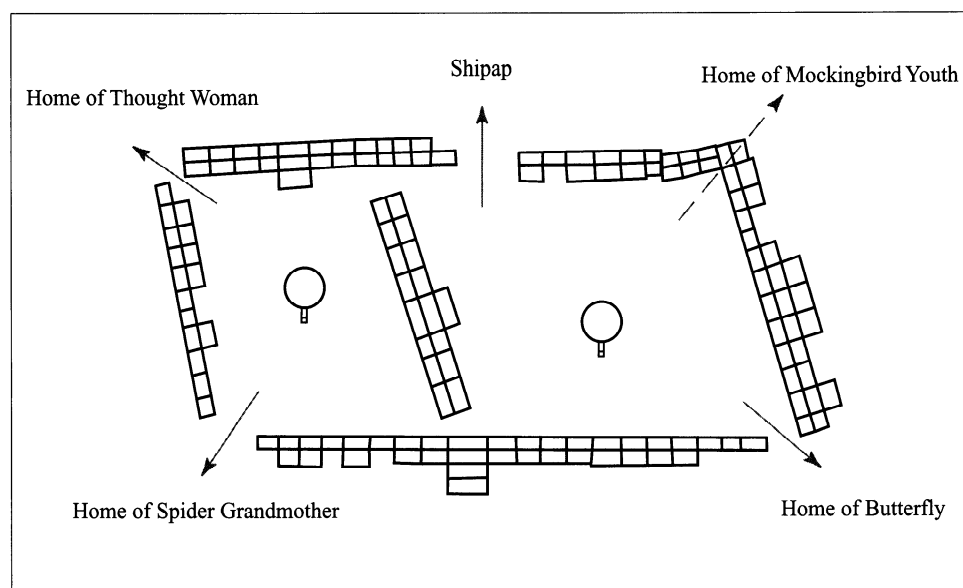 Shipap
Home of Mockingbird Youth
Home of Thought Woman
Home of Spider Grandmother
Home of Butterfly